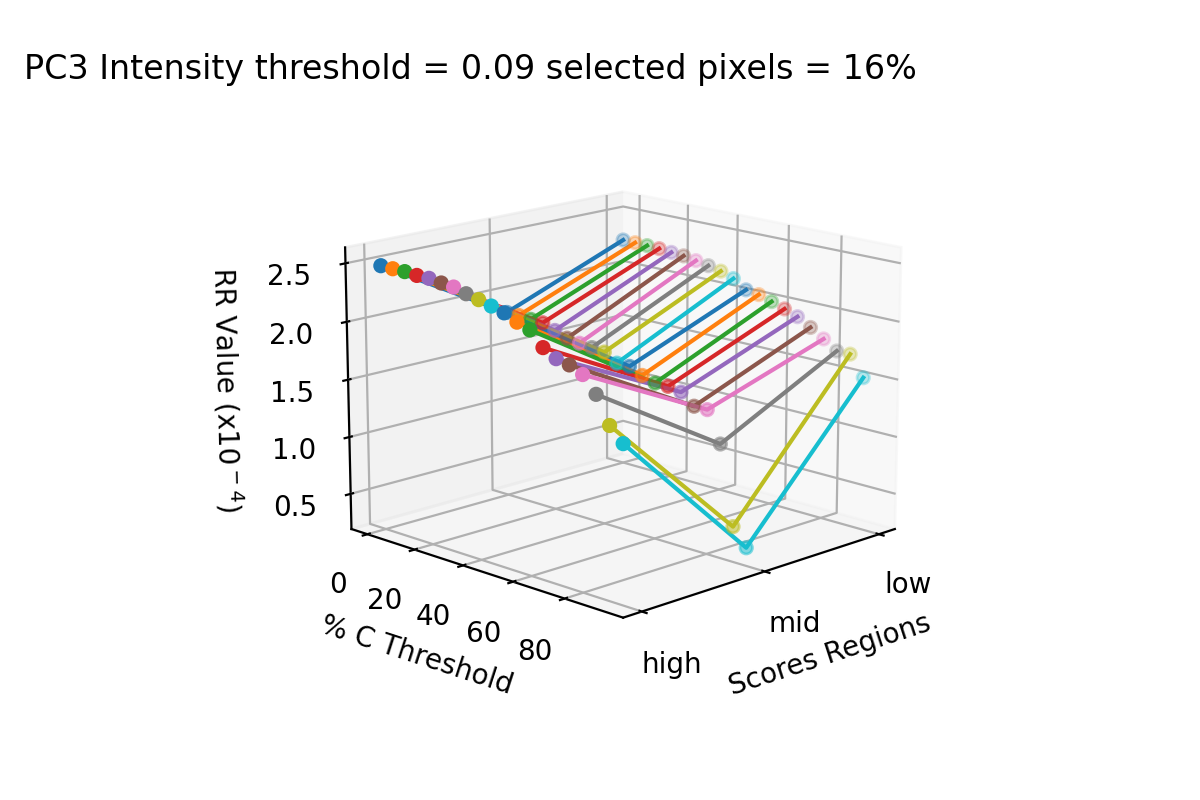 PC3 Intensity threshold = 0.09 selected pixels = 16%
RR Value (x10⁻⁴)
2.5
2.0
1.5
1.0
0.5
0
20
40
60
80
% C Threshold
high
mid
low
Scores Regions